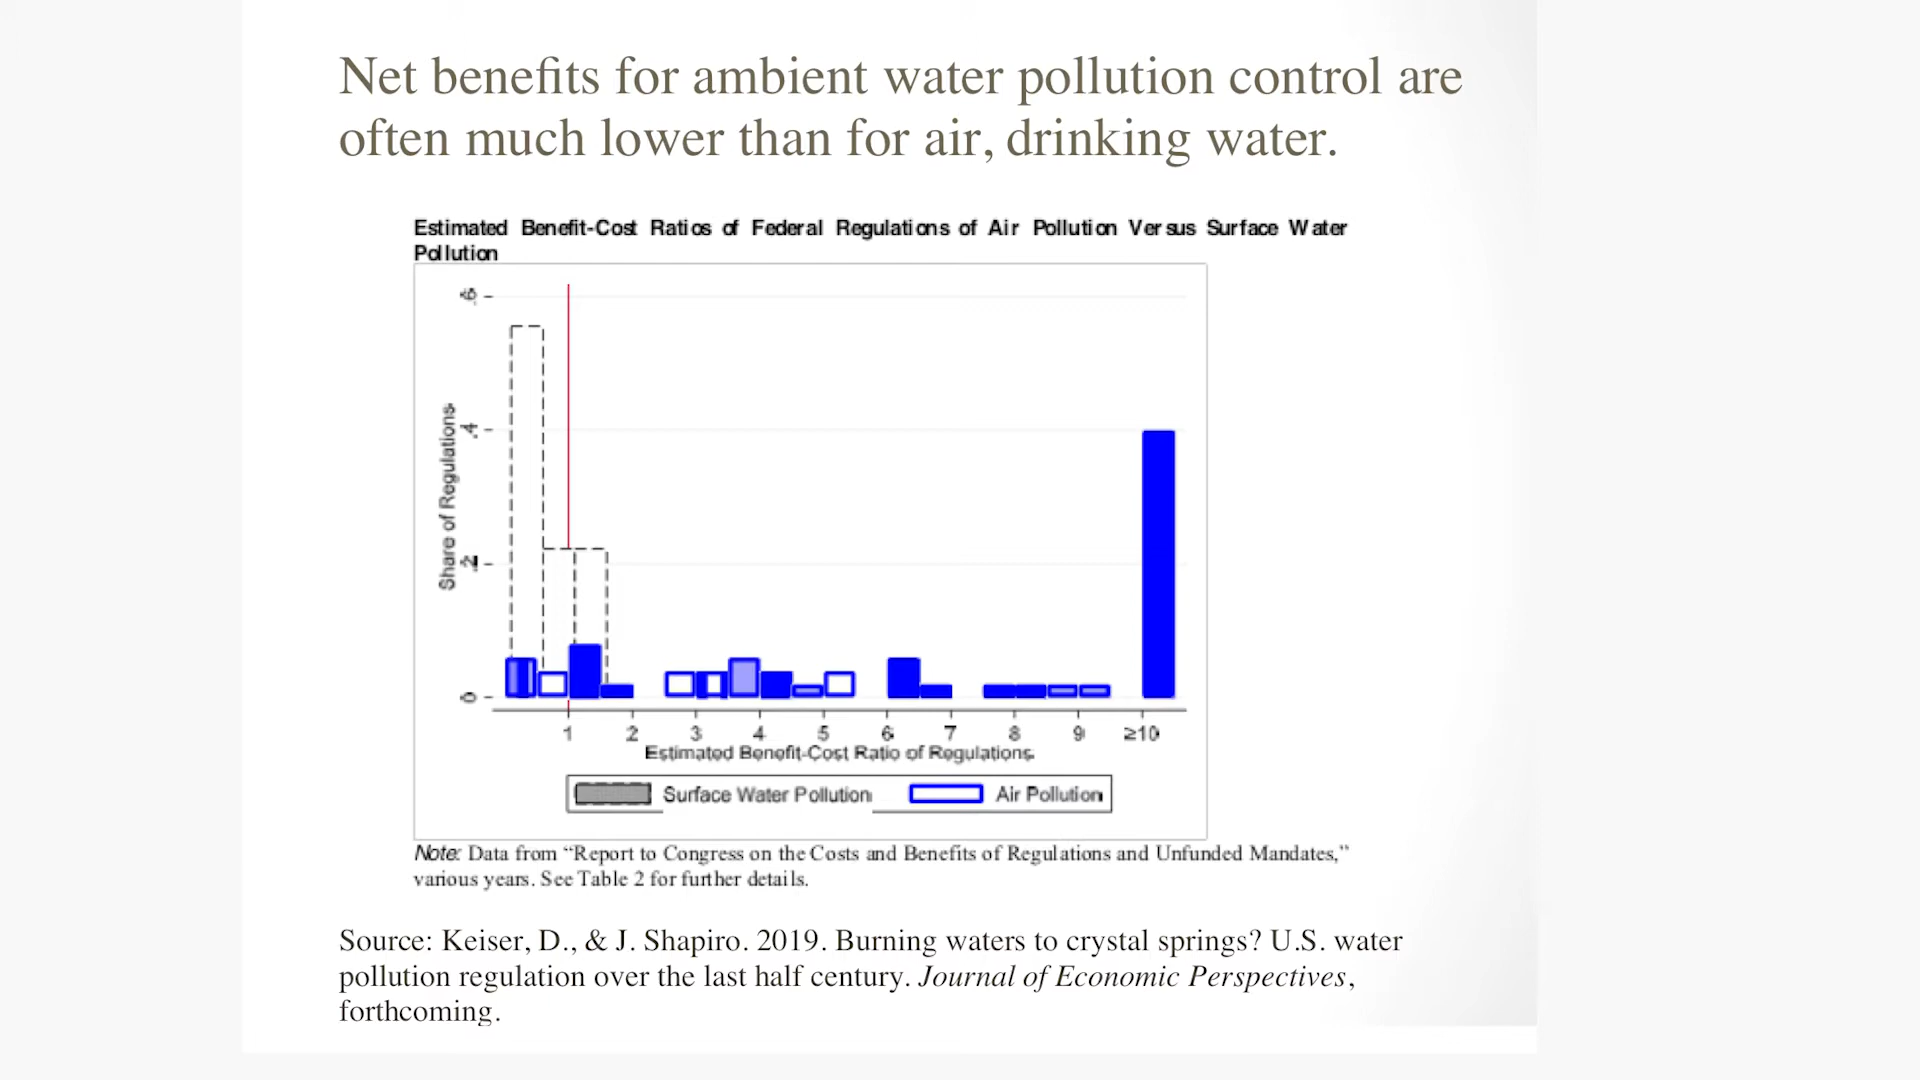 Net benefits for ambient water pollution control are
often much lower than for air, drinking water.
Estimated Benefit-Cost Ratios of Federal Regulations of Air Pollution Versus Surface Water
Pollution
.6
.4
.2
0
Share of Regulations
1 2 3 4 5 6 7 8 9 ≥10
Estimated Benefit-Cost Ratio of Regulations
Surface Water Pollution Air Pollution
Note: Data from “Report to Congress on the Costs and Benefits of Regulations and Unfunded Mandates,”
various years. See Table 2 for further details.
Source: Keiser, D., & J. Shapiro. 2019. Burning waters to crystal springs? U.S. water
pollution regulation over the last half century. Journal of Economic Perspectives,
forthcoming.